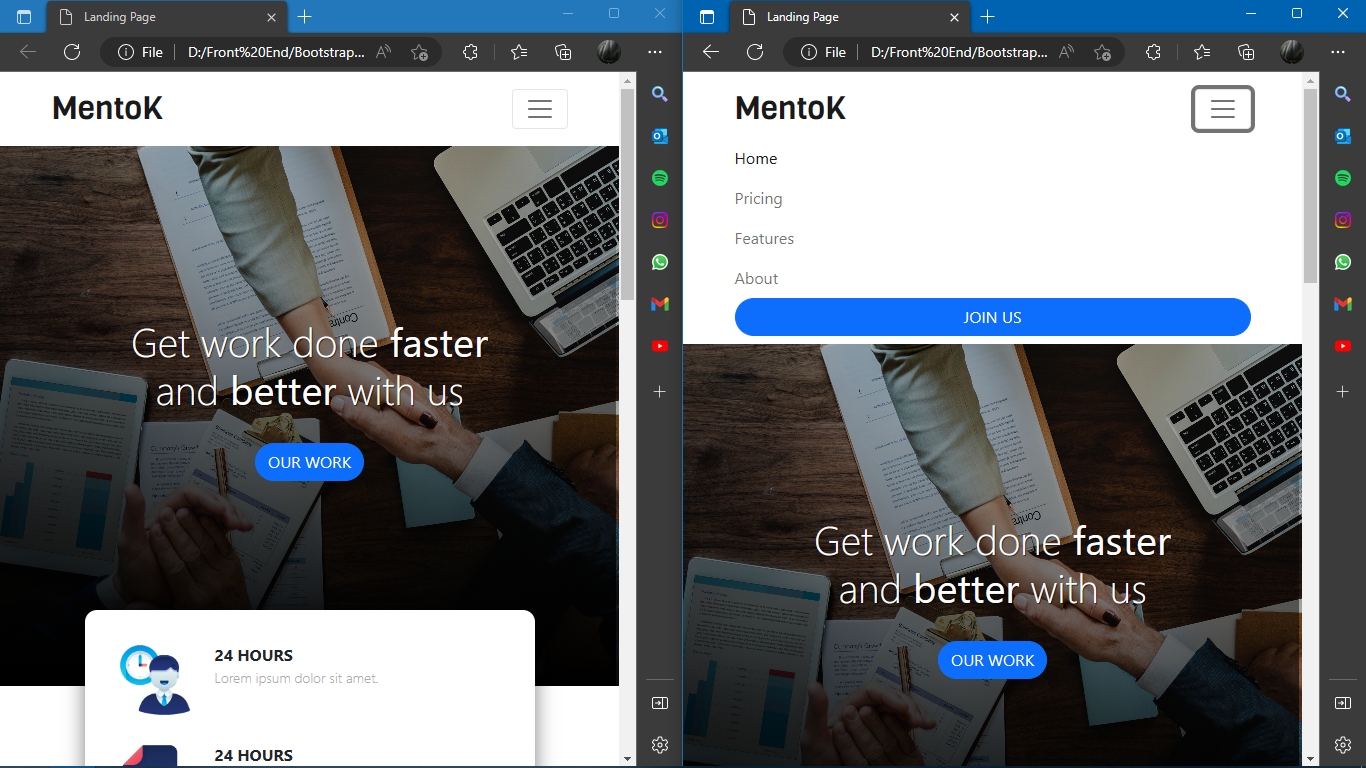 Landing Page
File
D:/Front%20End/Bootstrap...
MentoK
Get work done faster
and better with us
OUR WORK
24 HOURS
Lorem ipsum dolor sit amet.
24 HOURS
Landing Page
File
D:/Front%20End/Bootstrap...
MentoK
Home
Pricing
Features
About
JOIN US
Get work done faster
and better with us
OUR WORK